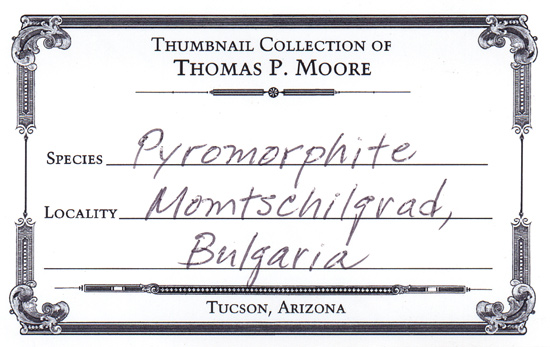 THUMBNAIL COLLECTION OF
THOMAS P. MOORE
SPECIES Pyromorphite
LOCALITY Momtschilgrad,
Bulgaria
TUCSON, ARIZONA